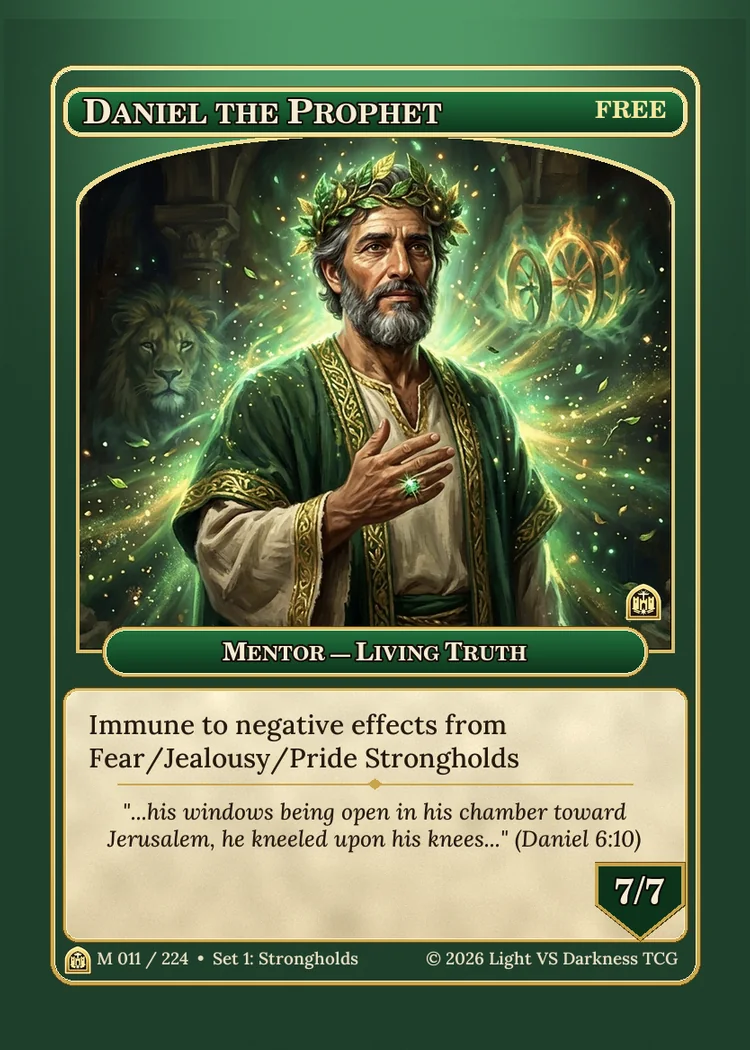 Daniel the Prophet
FREE
Mentor — Living Truth
Immune to negative effects from
Fear/Jealousy/Pride Strongholds
"...his windows being open in his chamber toward
Jerusalem, he kneeled upon his knees..." (Daniel 6:10)
7/7
M 011 / 224 • Set 1: Strongholds
© 2026 Light VS Darkness TCG